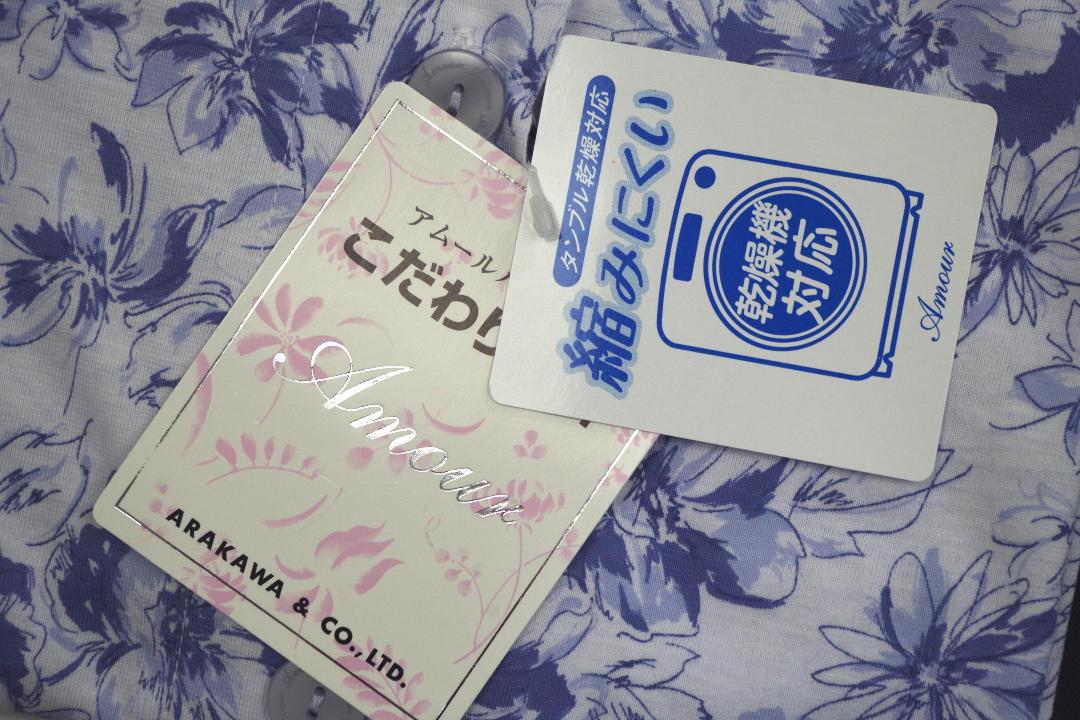 アムール
こだわり
Amour
ARAKAWA & CO., LTD.
タンブル乾燥対応
縮みにくい
乾燥機
対応
Amour